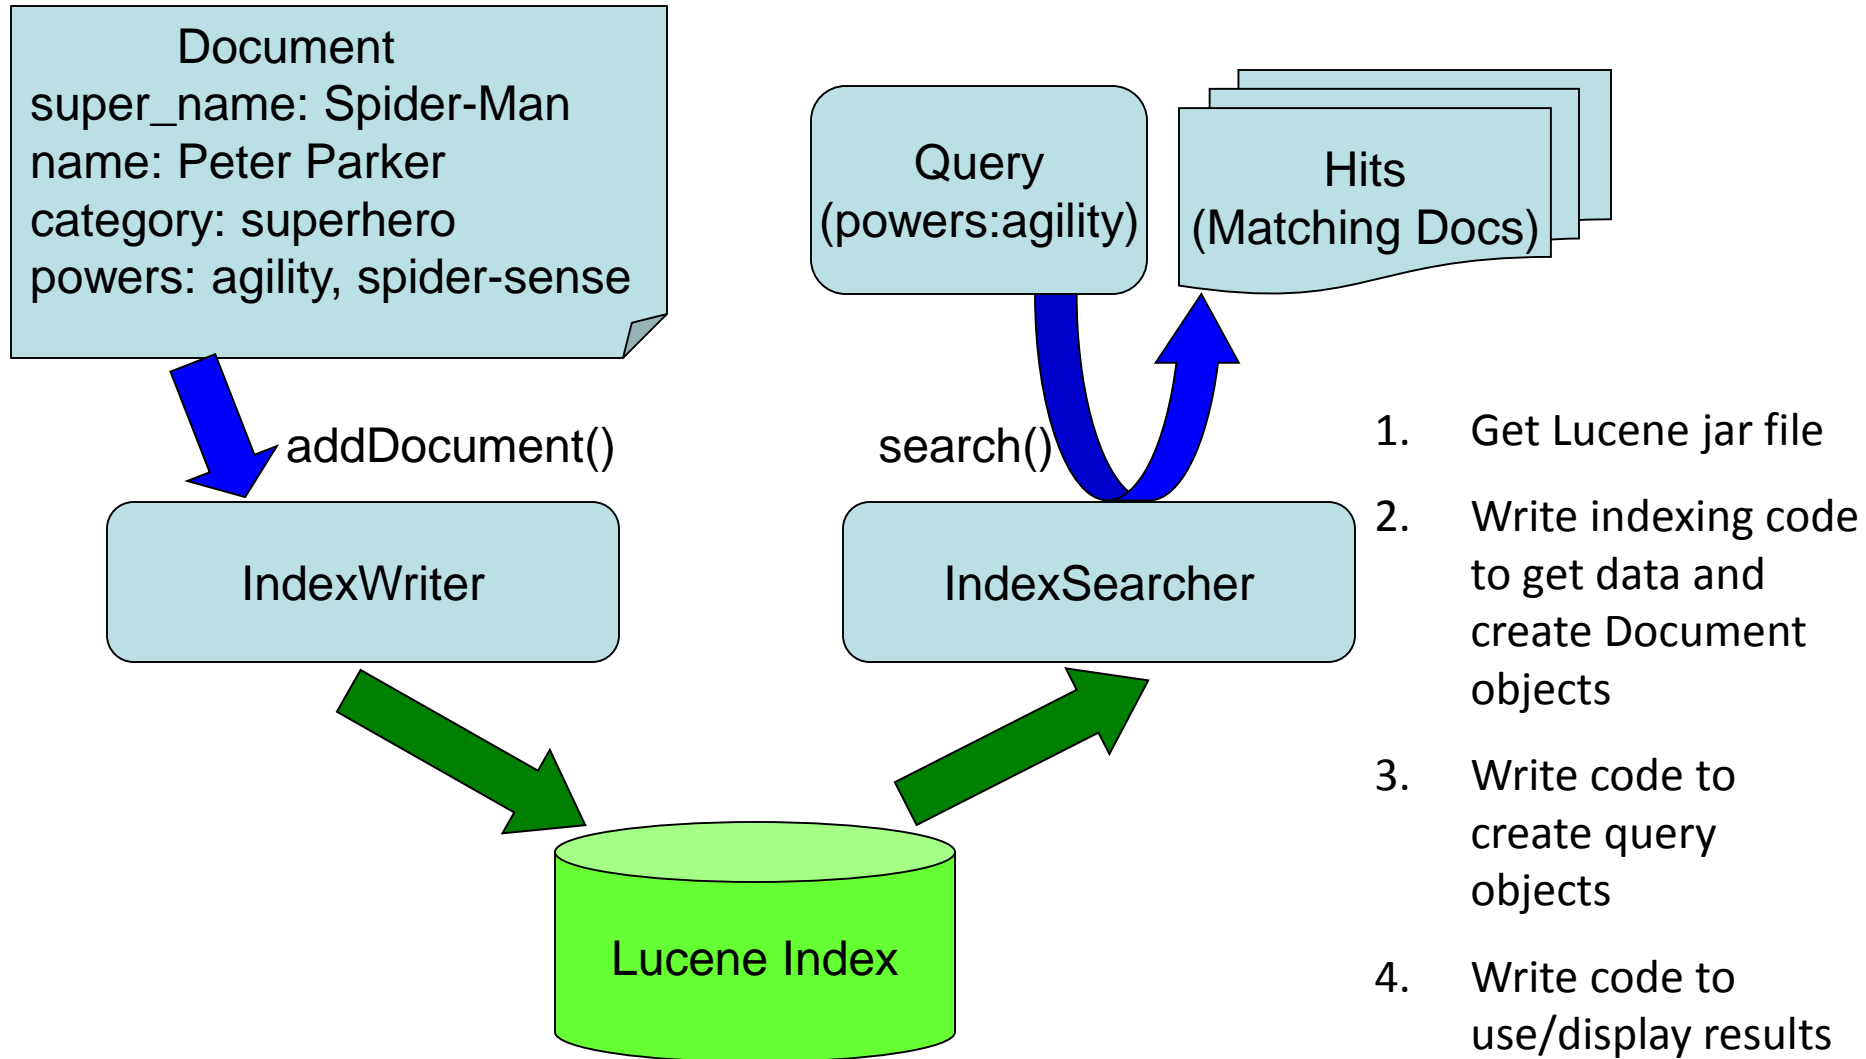 Document
super_name: Spider-Man
name: Peter Parker
category: superhero
powers: agility, spider-sense
Query
(powers:agility)
Hits
(Matching Docs)
addDocument()
search()
IndexWriter
IndexSearcher
Lucene Index
1. Get Lucene jar file
2. Write indexing code
to get data and
create Document
objects
3. Write code to
create query
objects
4. Write code to
use/display results